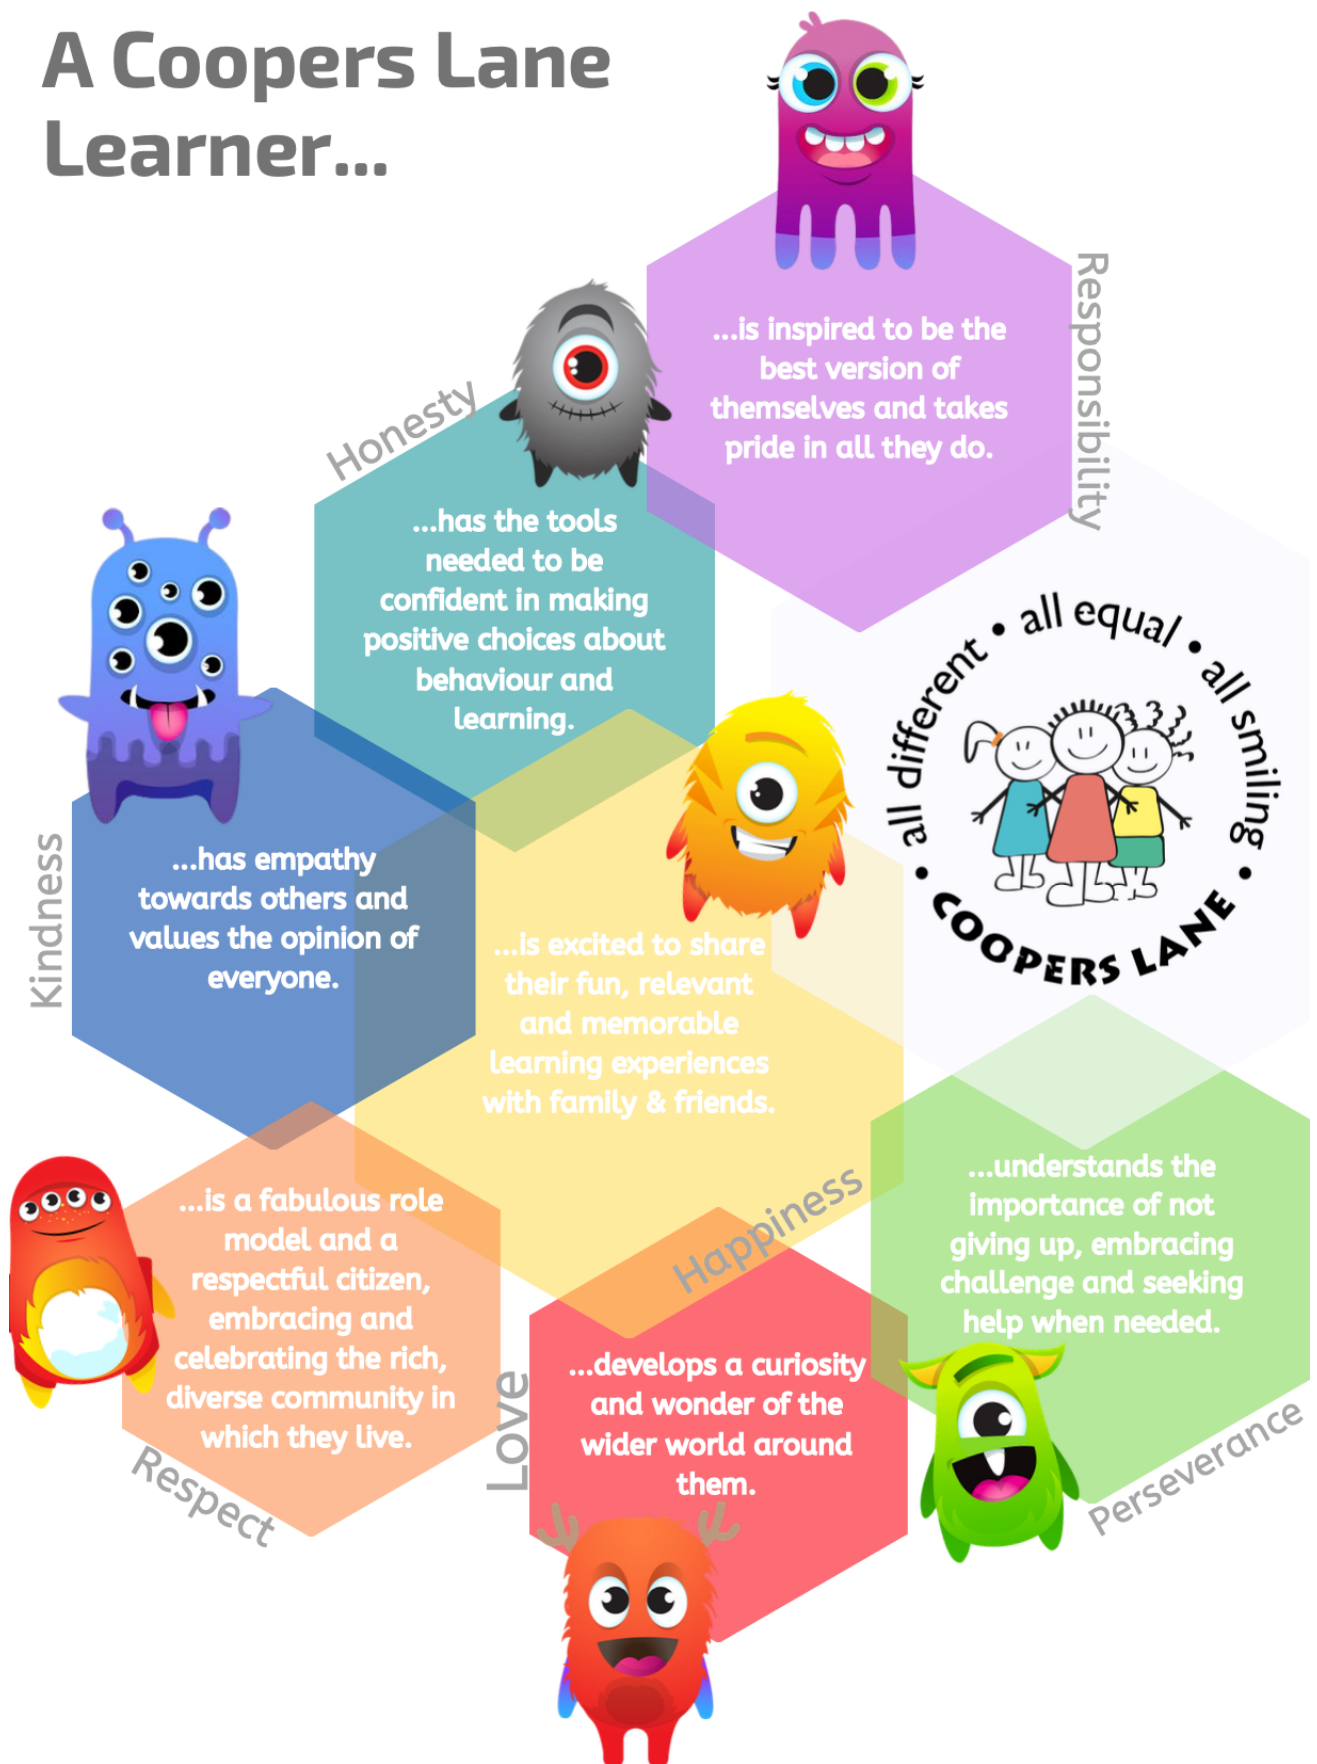 A Coopers Lane
Learner...
Responsibility
...is inspired to be the
best version of
themselves and takes
pride in all they do.
Honesty
...has the tools
needed to be
confident in making
positive choices about
behaviour and
learning.
• all different • all equal • all smiling •
COOPERS LANE
Kindness
...has empathy
towards others and
values the opinion of
everyone.
...is excited to share
their fun, relevant
and memorable
learning experiences
with family & friends.
Happiness
...understands the
importance of not
giving up, embracing
challenge and seeking
help when needed.
Perseverance
...is a fabulous role
model and a
respectful citizen,
embracing and
celebrating the rich,
diverse community in
which they live.
Respect
Love
...develops a curiosity
and wonder of the
wider world around
them.